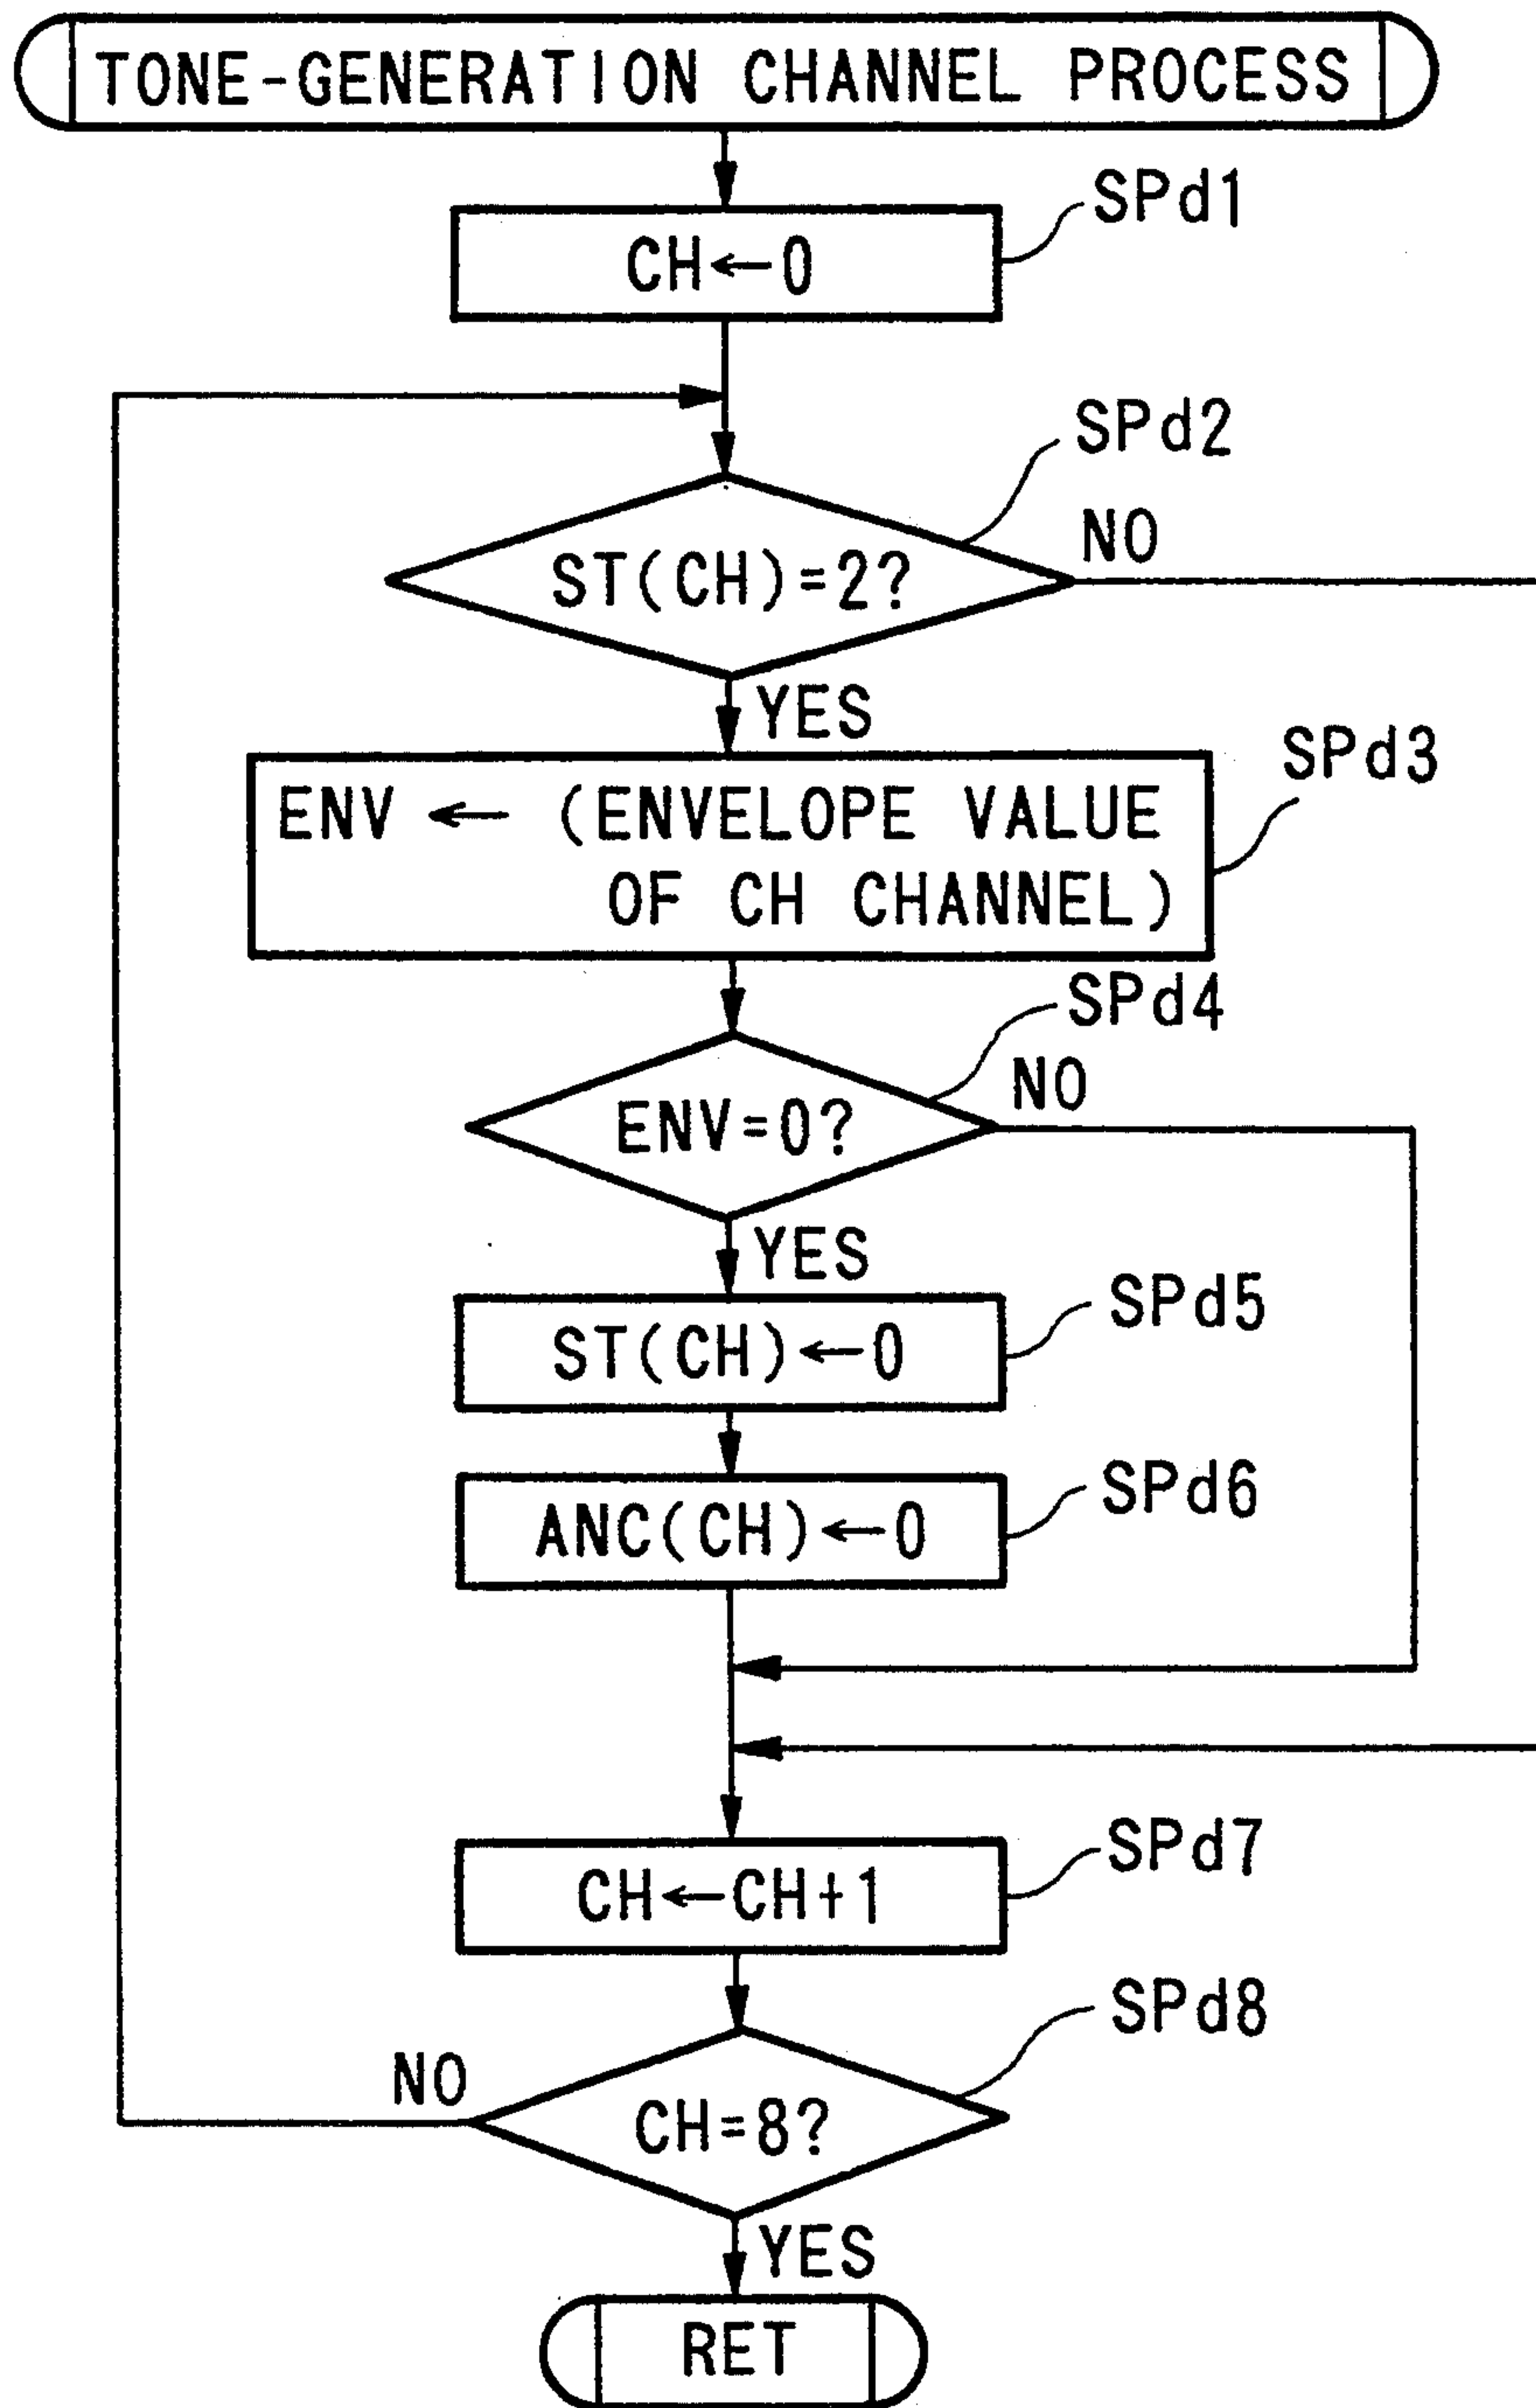 TONE-GENERATION CHANNEL PROCESS
SPd1
CH←0
SPd2
NO
ST(CH)=2?
YES
SPd3
ENV ← (ENVELOPE VALUE
OF CH CHANNEL)
SPd4
NO
ENV=0?
YES
SPd5
ST(CH)←0
SPd6
ANC(CH)←0
SPd7
CH←CH+1
SPd8
NO
CH=8?
YES
RET